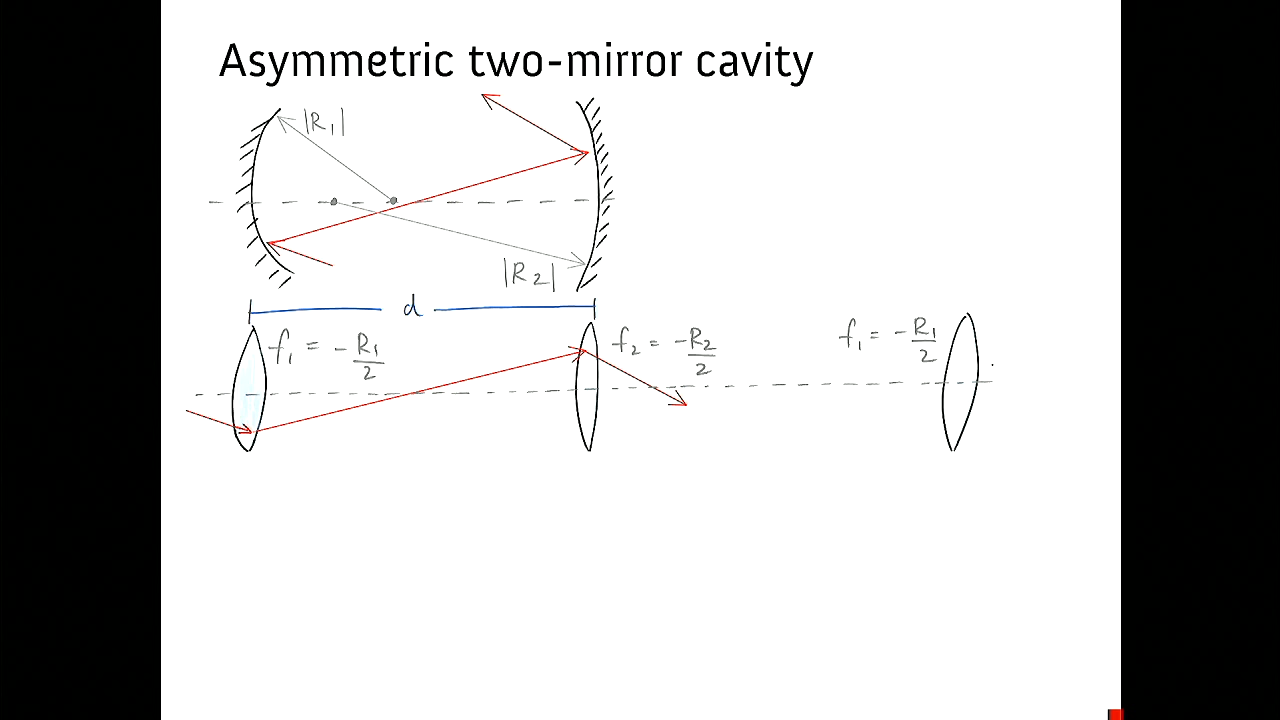 Asymmetric two-mirror cavity
|R₁|
|R₂|
d
f₁ = -R₁/2
f₂ = -R₂/2
f₁ = -R₁/2